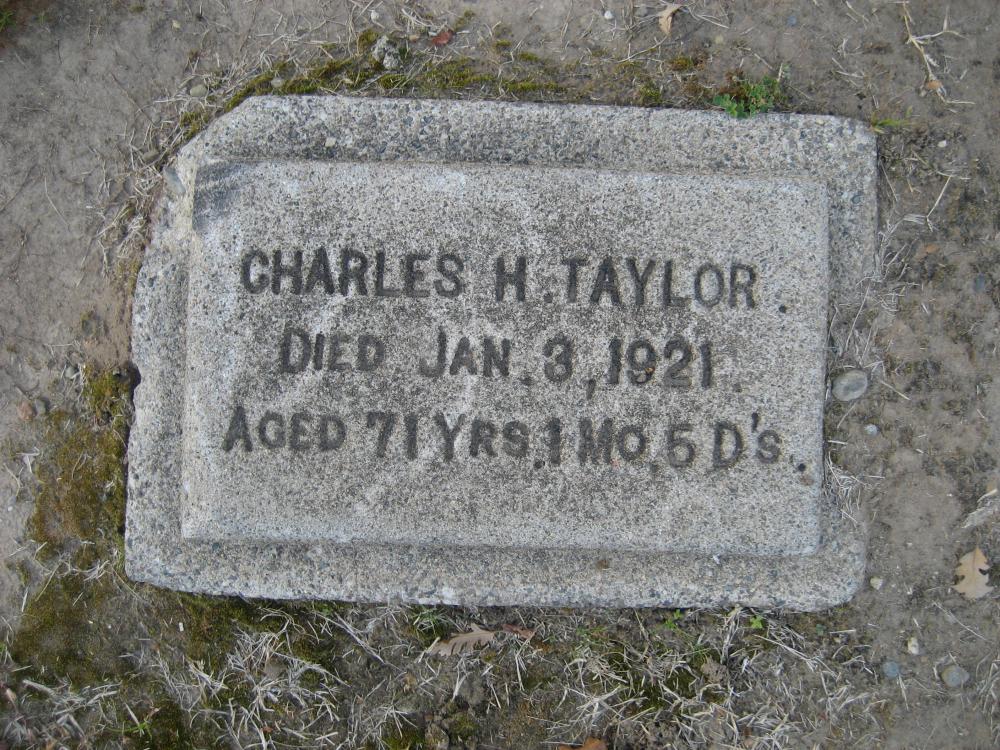 CHARLES H. TAYLOR.
DIED JAN. 3, 1921.
AGED 71 YRS. 1 MO. 5 D'S.